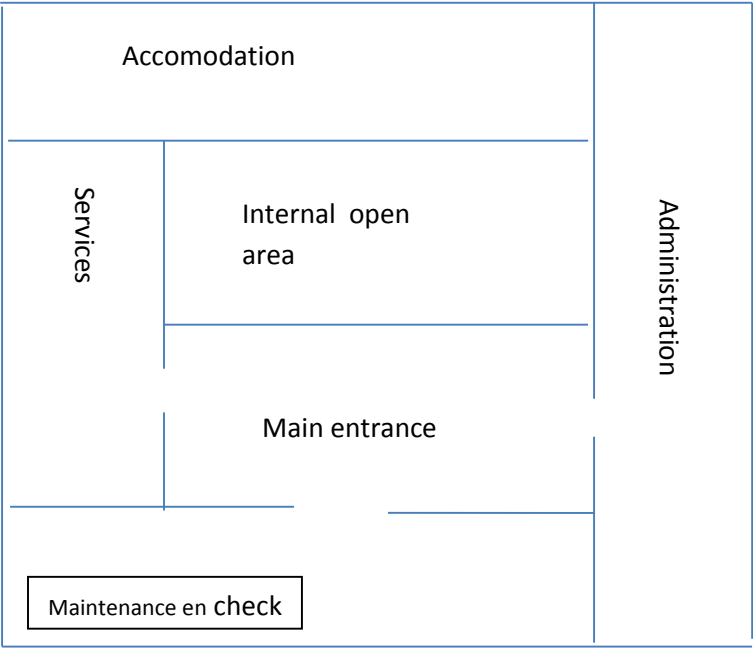 Accomodation
Services
Internal open
area
Administration
Main entrance
Maintenance en check